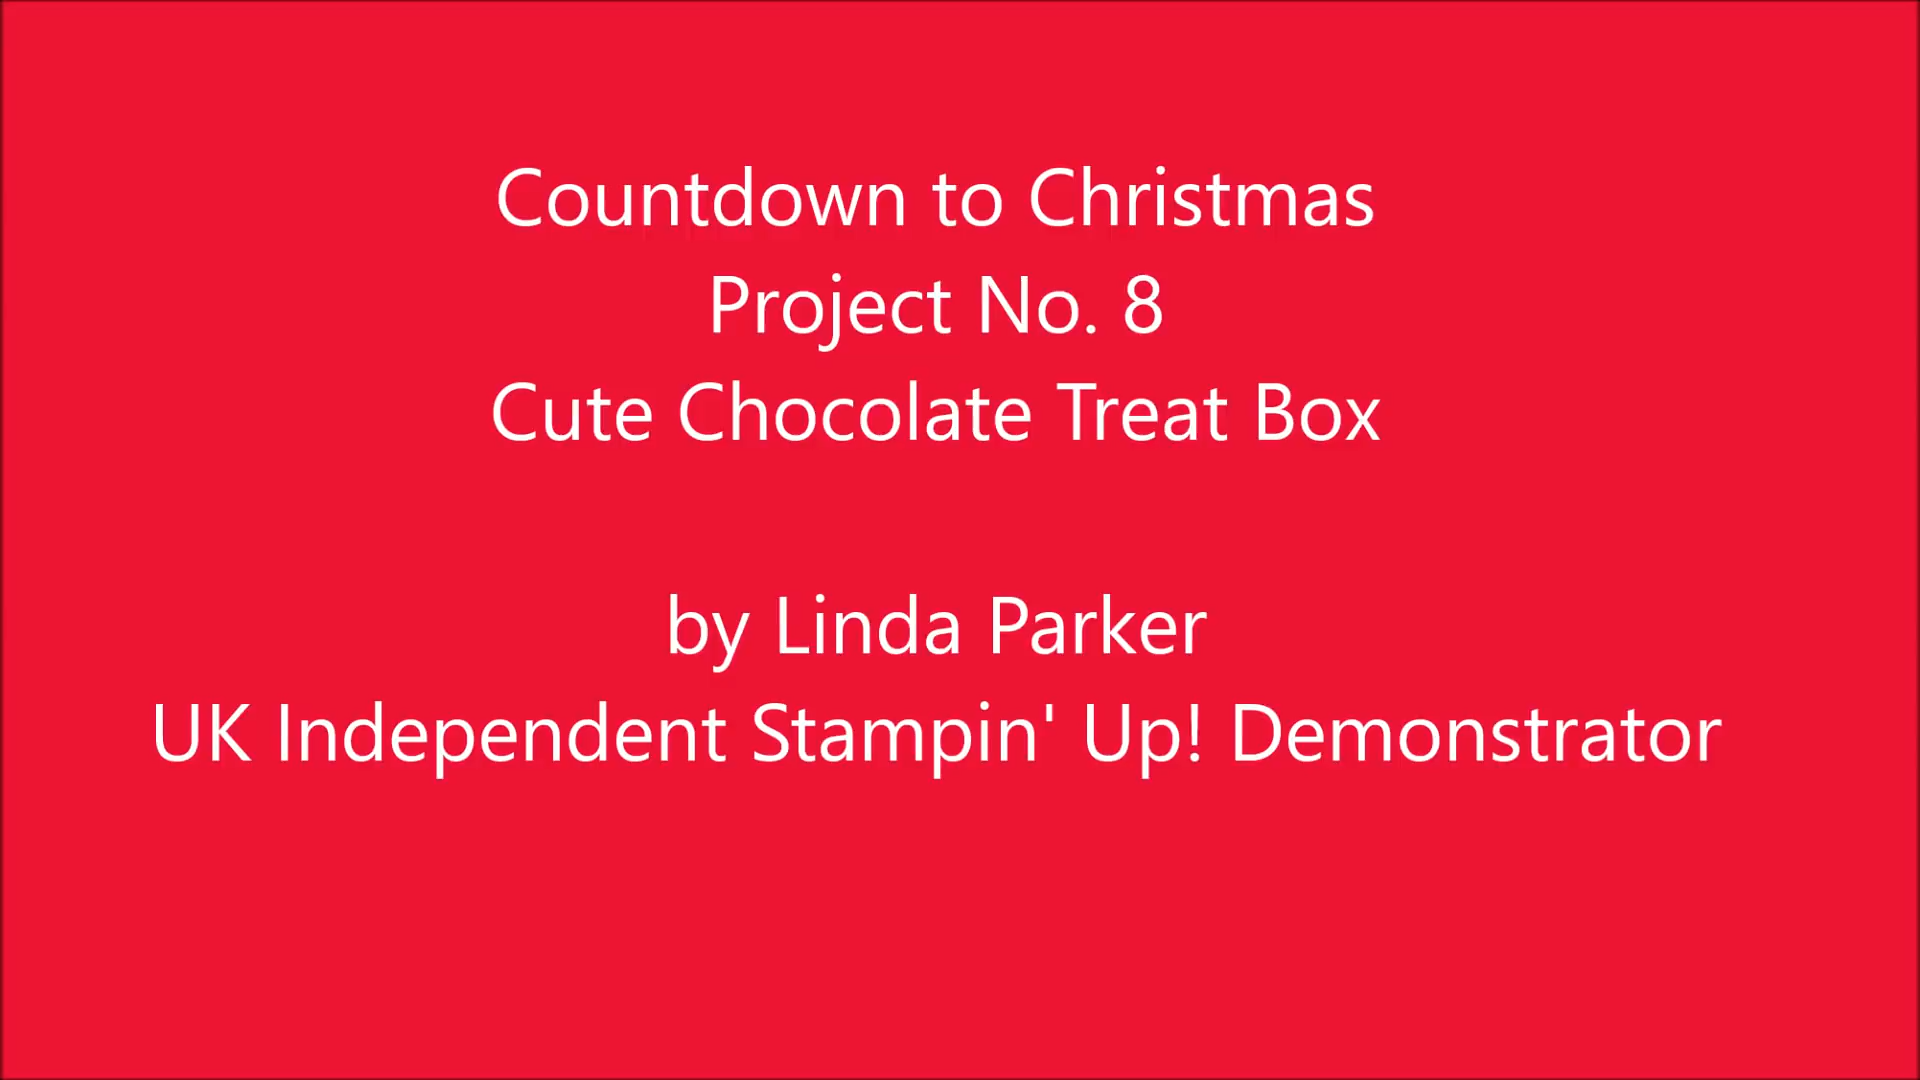 Countdown to Christmas
Project No. 8
Cute Chocolate Treat Box
by Linda Parker
UK Independent Stampin' Up! Demonstrator